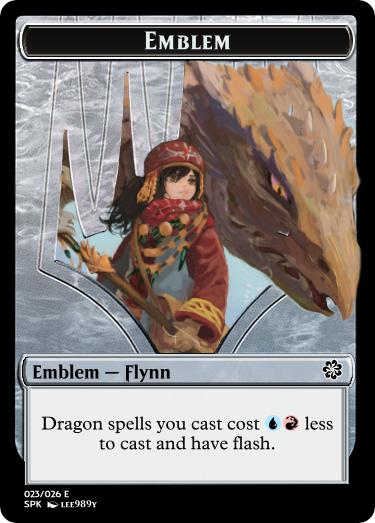 EMBLEM
Emblem — Flynn
Dragon spells you cast cost less
to cast and have flash.
023/026 E
SPK LEE989Y